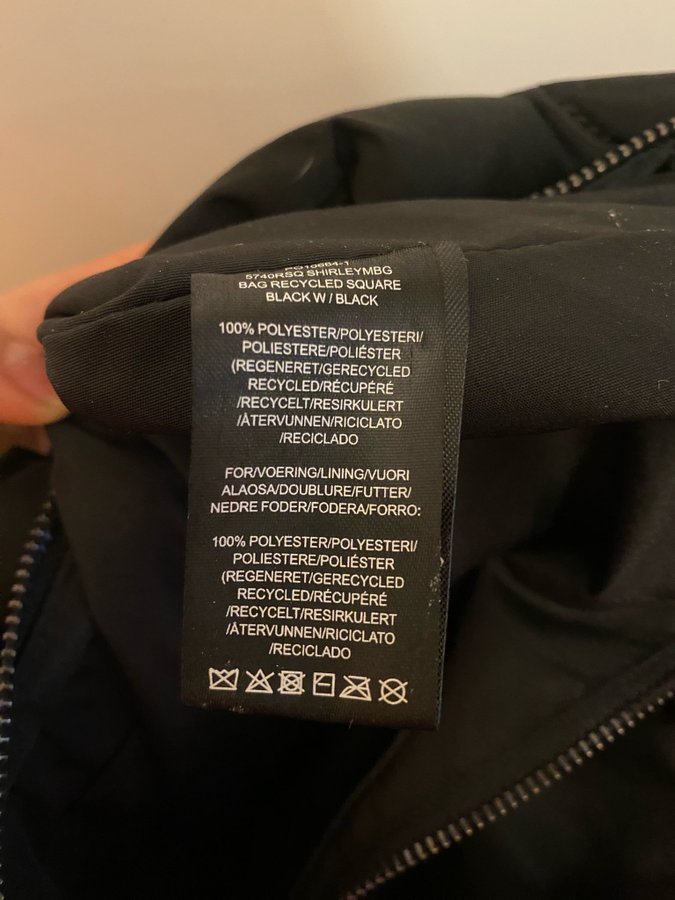 5740RSQ SHIRLEYMBG
BAG RECYCLED SQUARE
BLACK W / BLACK
100% POLYESTER/POLYESTERI/
POLIESTERE/POLIÉSTER
(REGENERET/GERECYCLED
RECYCLED/RÉCUPÉRÉ
/RECYCELT/RESIRKULERT
/ÅTERVUNNEN/RICICLATO
/RECICLADO
FOR/VOERING/LINING/VUORI
ALAOSA/DOUBLURE/FUTTER/
NEDRE FODER/FODERA/FORRO:
100% POLYESTER/POLYESTERI/
POLIESTERE/POLIÉSTER
(REGENERET/GERECYCLED
RECYCLED/RÉCUPÉRÉ
/RECYCELT/RESIRKULERT
/ÅTERVUNNEN/RICICLATO
/RECICLADO